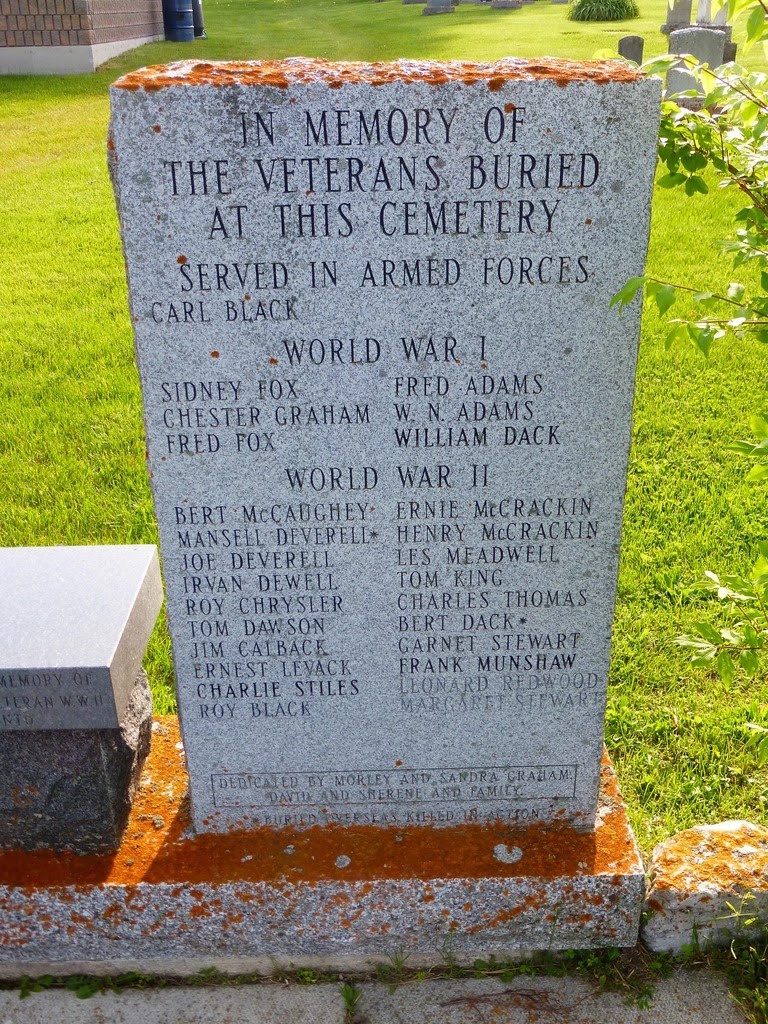 IN MEMORY OF
THE VETERANS BURIED
AT THIS CEMETERY
SERVED IN ARMED FORCES
CARL BLACK
WORLD WAR I
SIDNEY FOX
CHESTER GRAHAM
FRED FOX
FRED ADAMS
W. N. ADAMS
WILLIAM DACK
WORLD WAR II
BERT McCAUGHEY
MANSELL DEVERELL*
JOE DEVERELL
IRVAN DEWELL
ROY CHRYSLER
TOM DAWSON
JIM CALBACK
ERNEST LEVACK
CHARLIE STILES
ROY BLACK
ERNIE McCRACKIN
HENRY McCRACKIN
LES MEADWELL
TOM KING
CHARLES THOMAS
BERT DACK*
GARNET STEWART
FRANK MUNSHAW
LEONARD REDWOOD
MARGARET STEWART
DEDICATED BY MORLEY AND SANDRA GRAHAM,
DAVID AND SHERENE AND FAMILY.
BURIED OVERSEAS KILLED IN ACTION
MEMORY OF
TERAN WWII